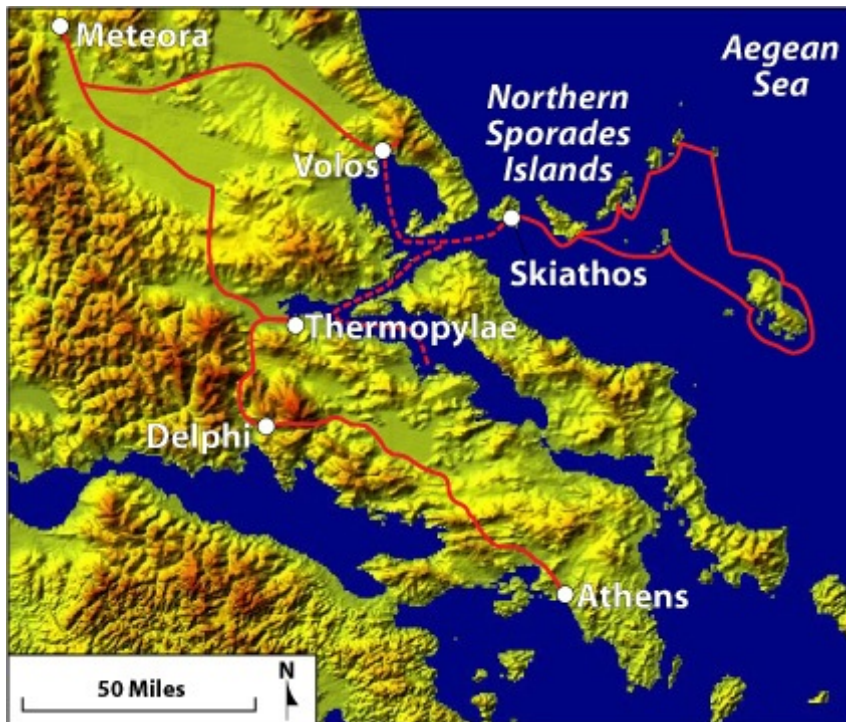 Meteora
Aegean
Sea
Northern
Sporades
Islands
Volos
Skiathos
Thermopylae
Delphi
Athens
50 Miles
N